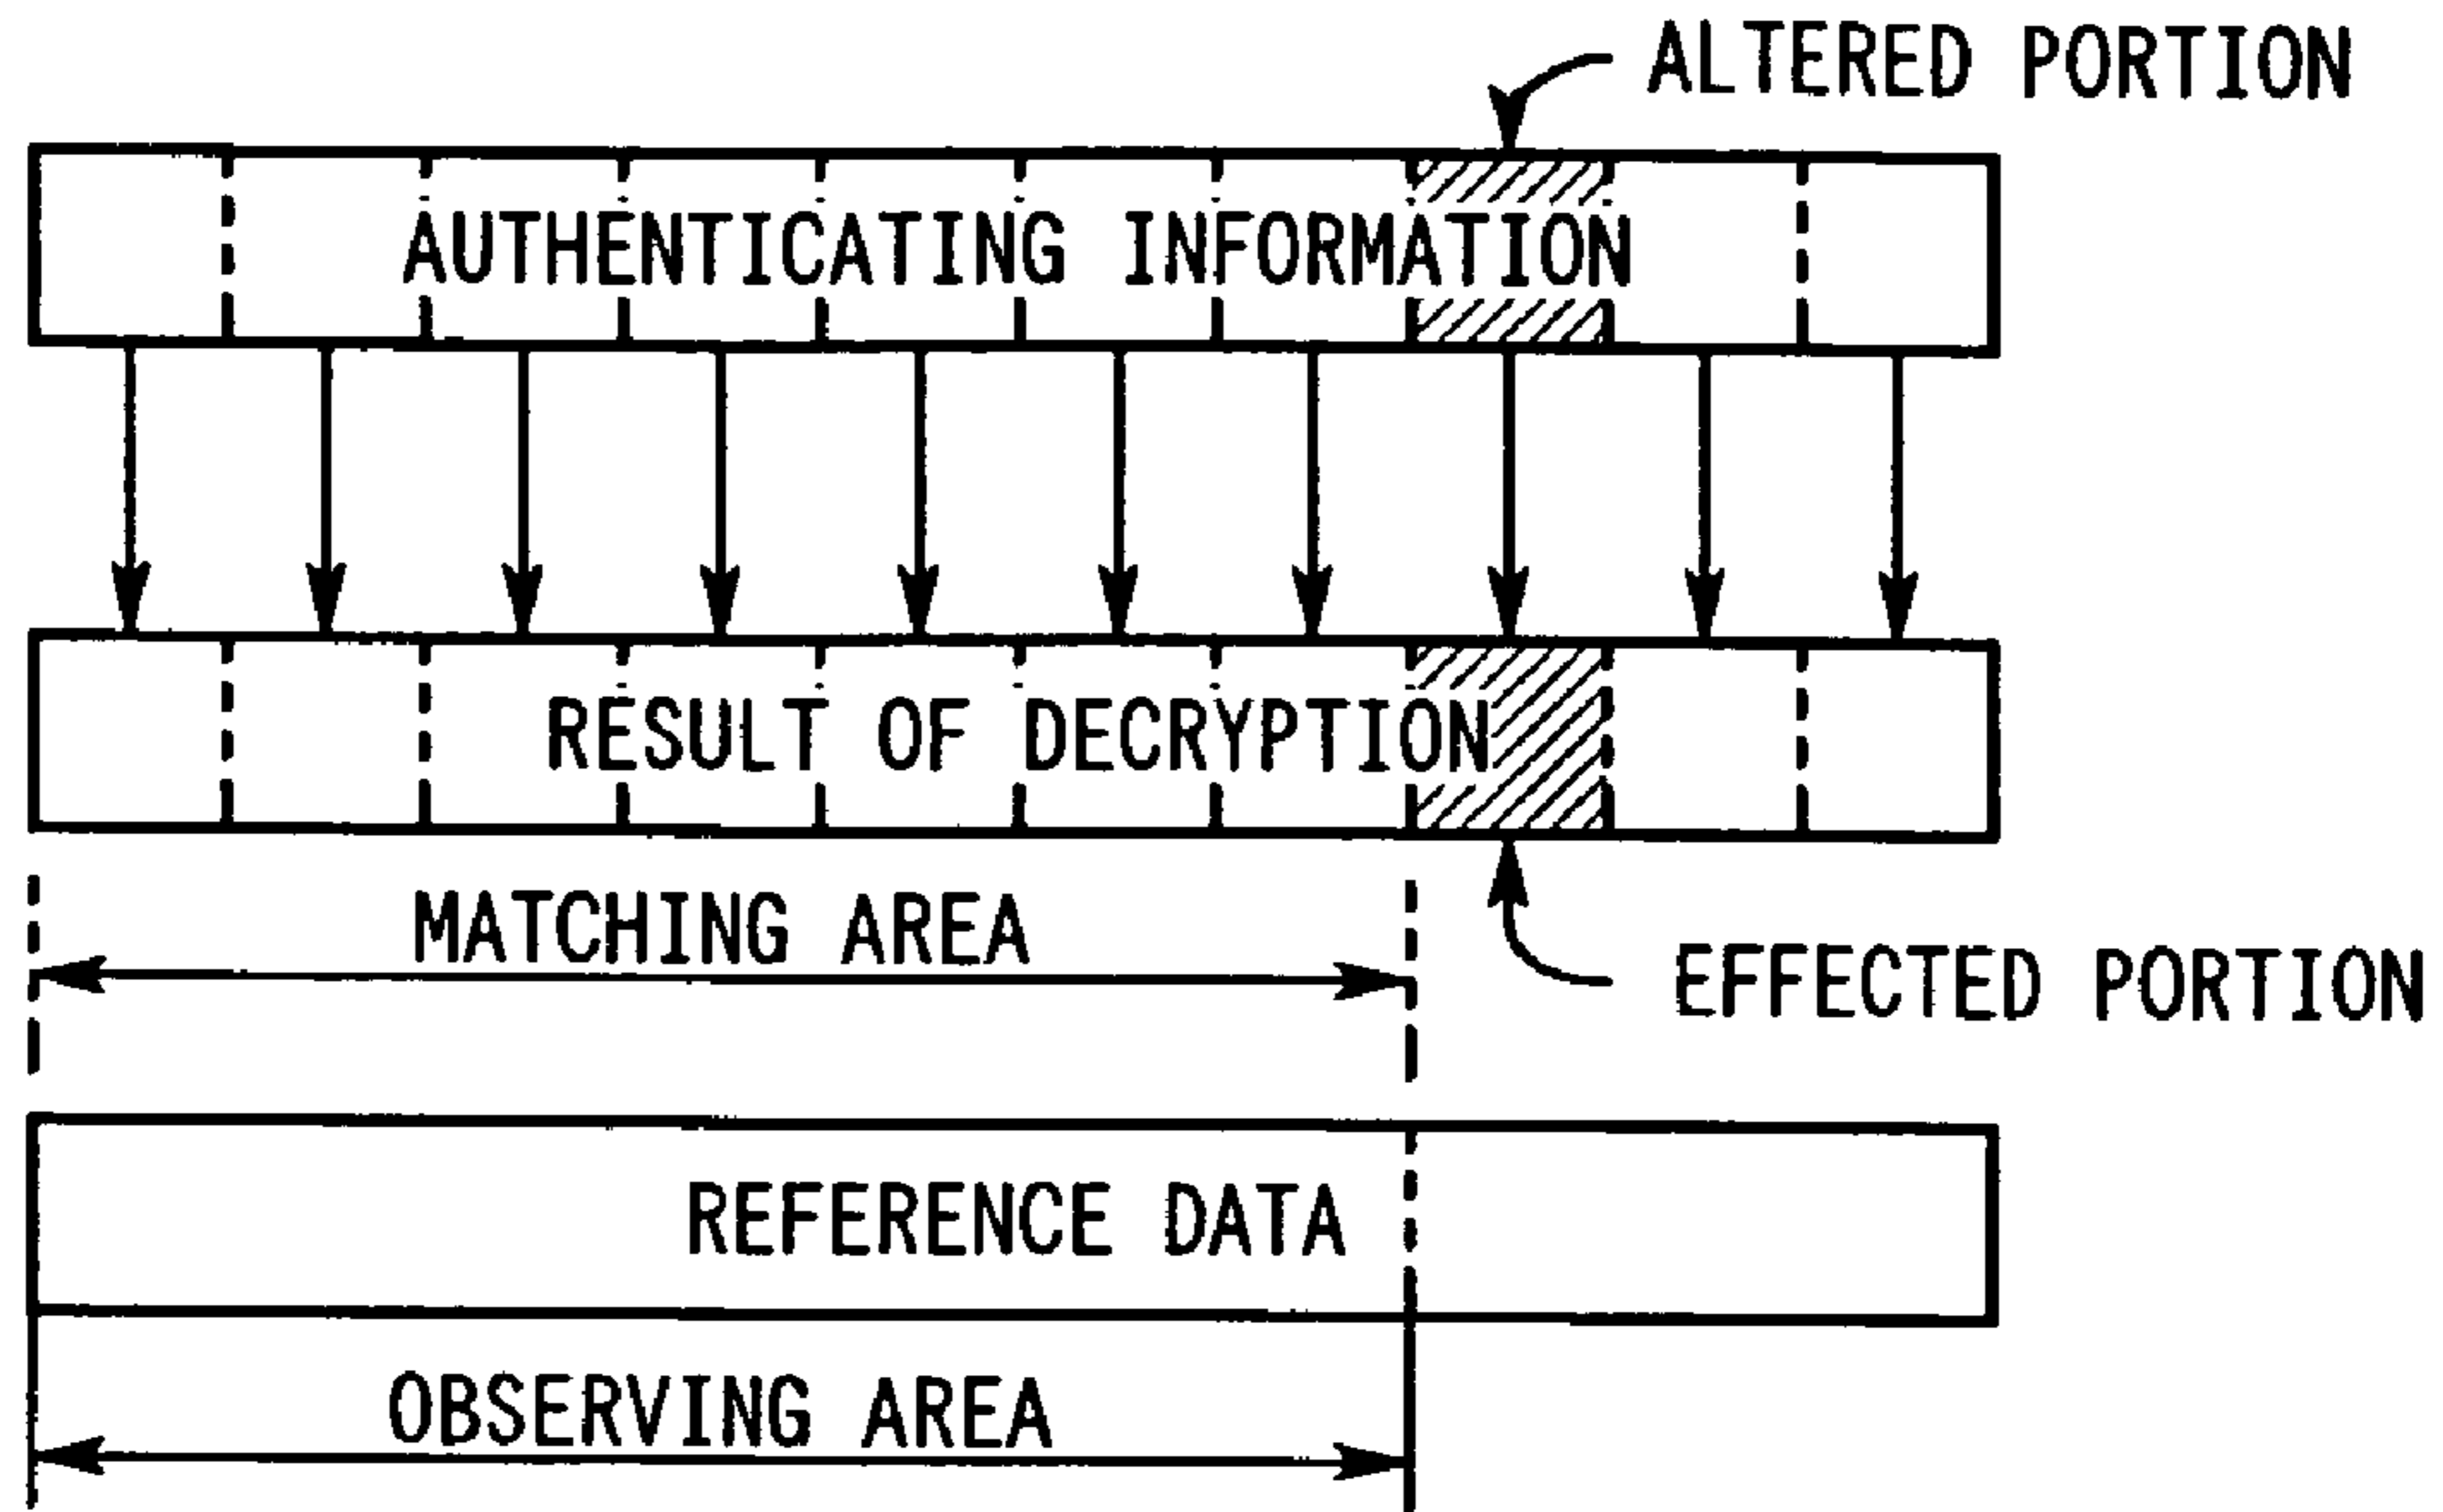 ALTERED PORTION
AUTHENTICATING INFORMATION
RESULT OF DECRYPTION
MATCHING AREA
EFFECTED PORTION
REFERENCE DATA
OBSERVING AREA